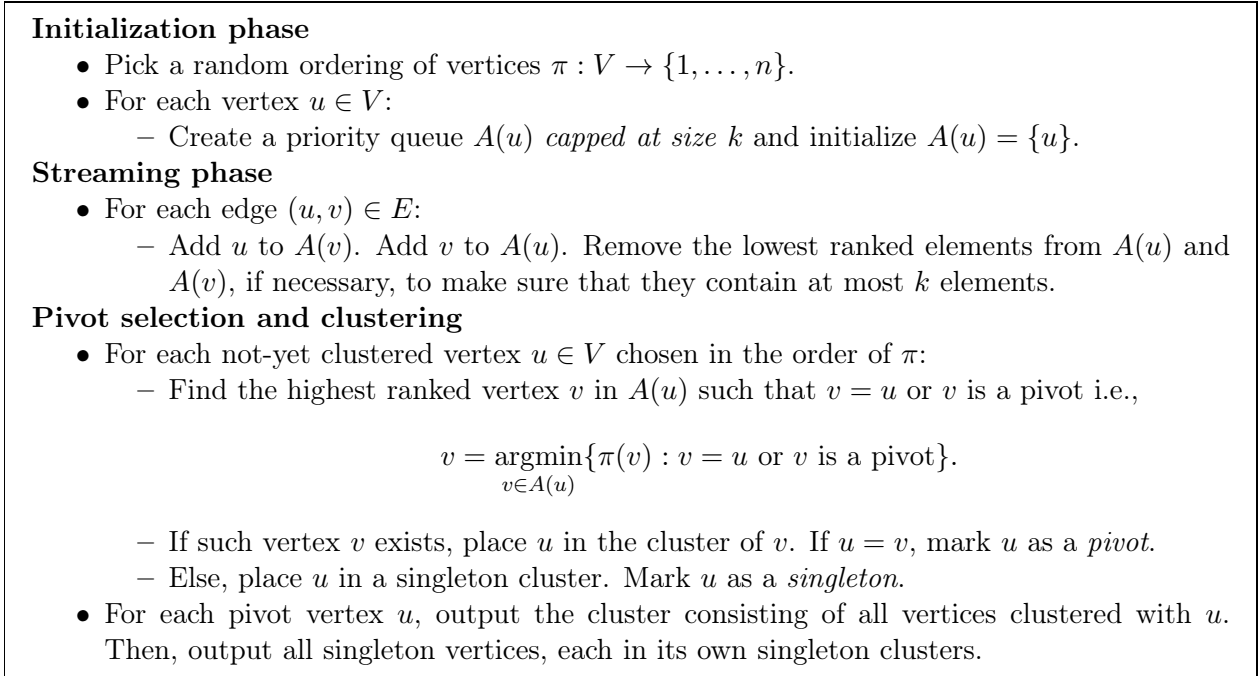 Initialization phase
• Pick a random ordering of vertices π : V → {1, . . . , n}.
• For each vertex u ∈ V:
– Create a priority queue A(u) capped at size k and initialize A(u) = {u}.
Streaming phase
• For each edge (u, v) ∈ E:
– Add u to A(v). Add v to A(u). Remove the lowest ranked elements from A(u) and
A(v), if necessary, to make sure that they contain at most k elements.
Pivot selection and clustering
• For each not-yet clustered vertex u ∈ V chosen in the order of π:
– Find the highest ranked vertex v in A(u) such that v = u or v is a pivot i.e.,
v = argmin{π(v) : v = u or v is a pivot}.
v∈A(u)
– If such vertex v exists, place u in the cluster of v. If u = v, mark u as a pivot.
– Else, place u in a singleton cluster. Mark u as a singleton.
• For each pivot vertex u, output the cluster consisting of all vertices clustered with u.
Then, output all singleton vertices, each in its own singleton clusters.